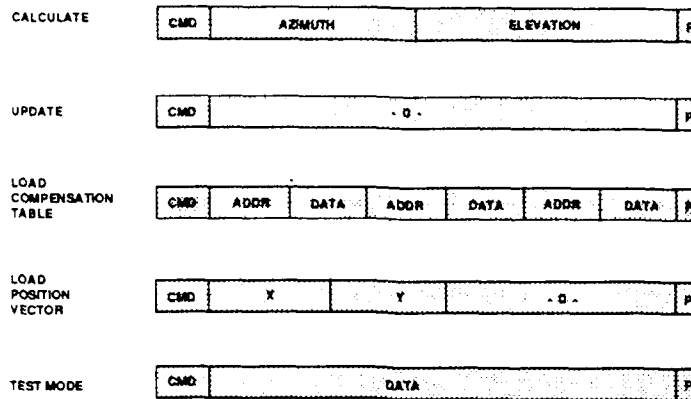 CALCULATE CMD AZIMUTH ELEVATION P
UPDATE CMD - 0 - P
LOAD
COMPENSATION
TABLE
CMD ADDR DATA ADDR DATA ADDR DATA P
LOAD
POSITION
VECTOR
CMD X Y - 0 - P
TEST MODE CMD DATA P